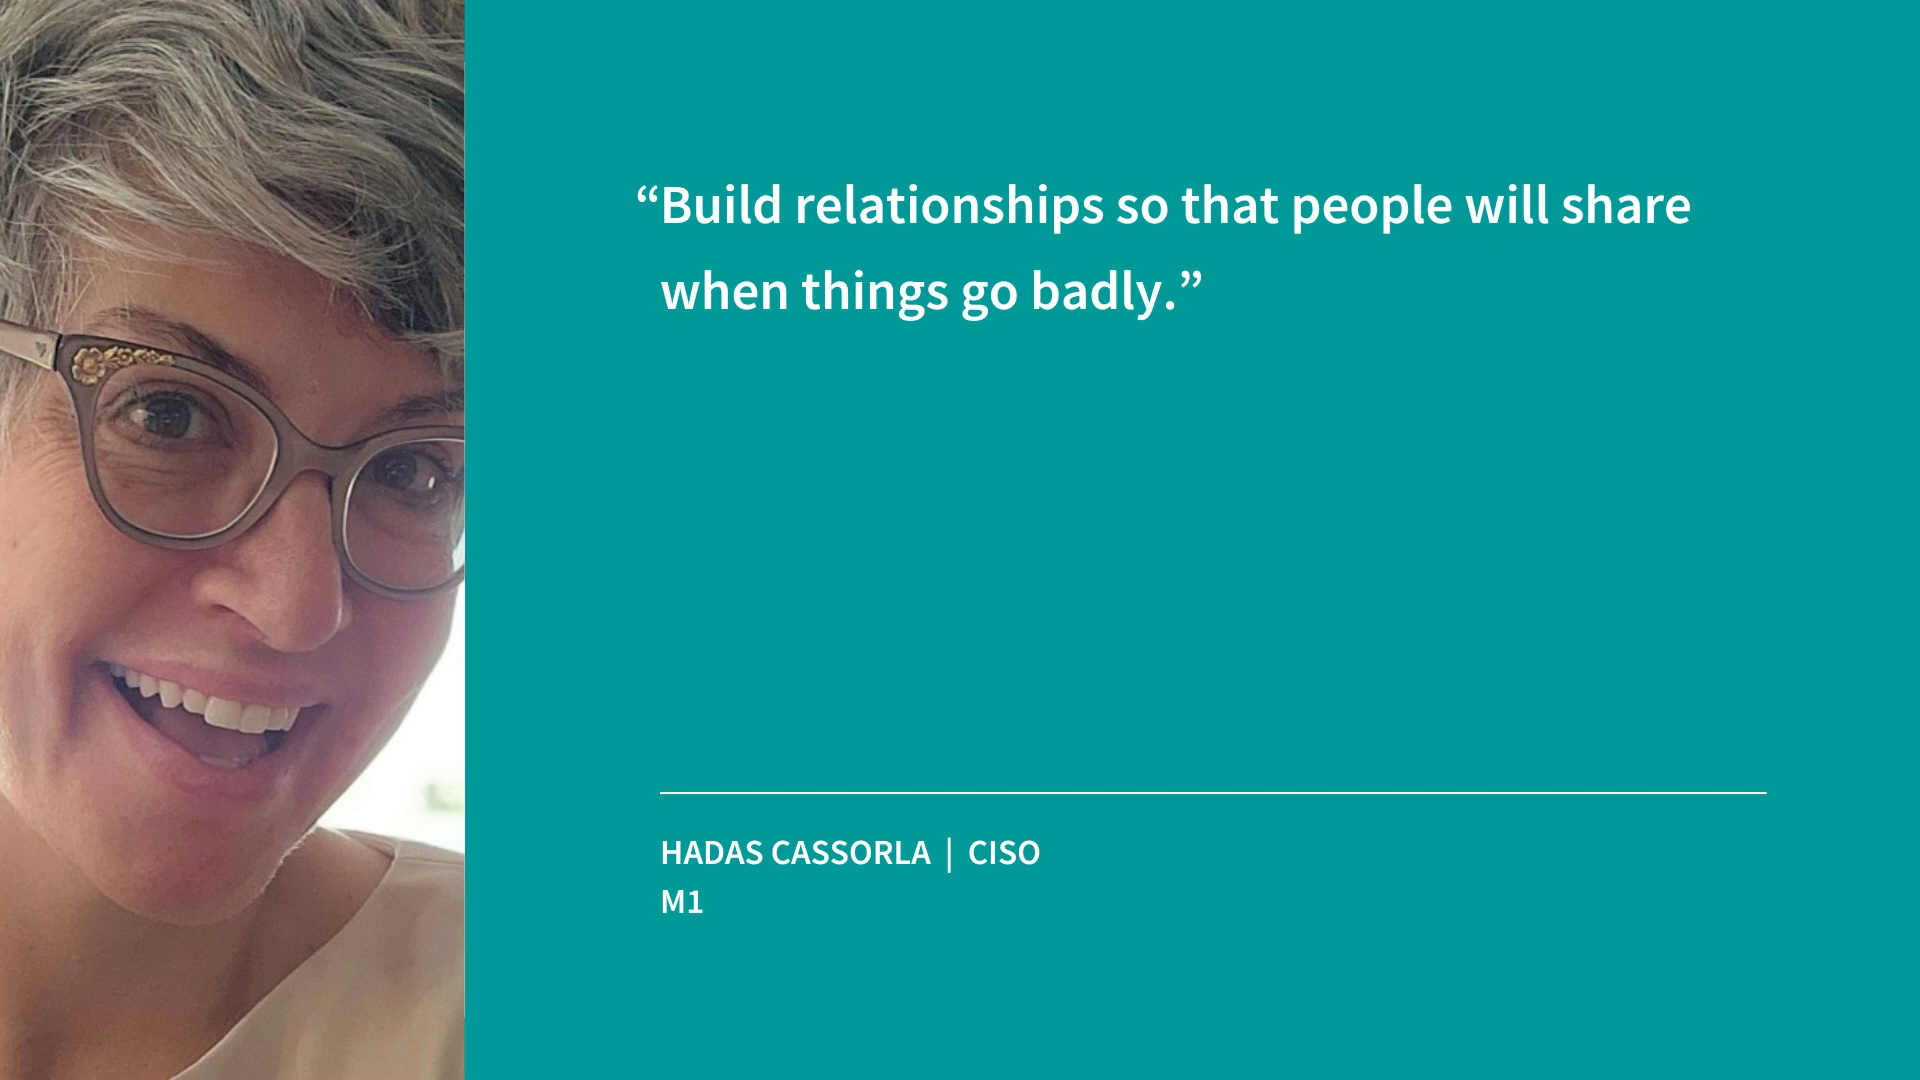 “Build relationships so that people will share
when things go badly.”
HADAS CASSORLA | CISO
M1